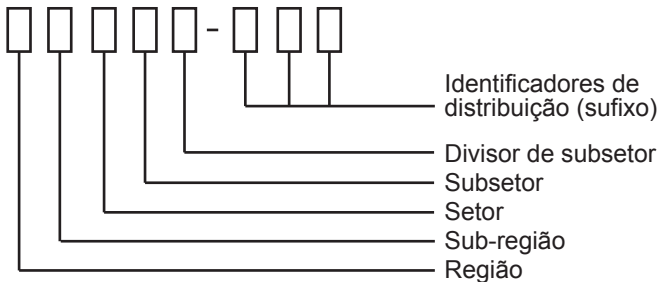 -
Identificadores de
distribuição (sufixo)
Divisor de subsetor
Subsetor
Setor
Sub-região
Região